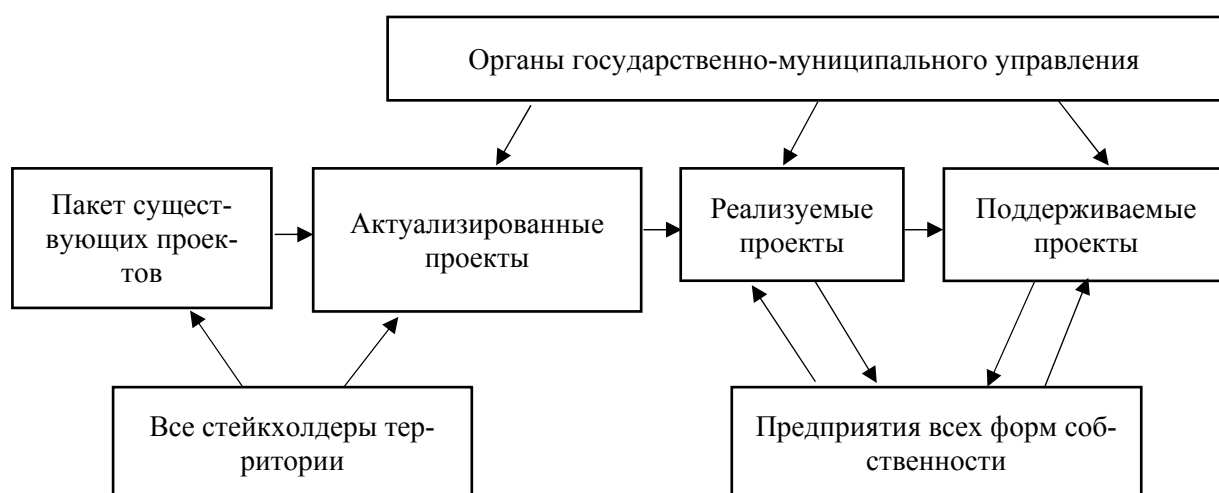 Органы государственно-муниципального управления
Пакет сущест-
вующих проек-
тов
Актуализированные
проекты
Реализуемые
проекты
Поддерживаемые
проекты
Все стейкхолдеры тер-
ритории
Предприятия всех форм соб-
ственности